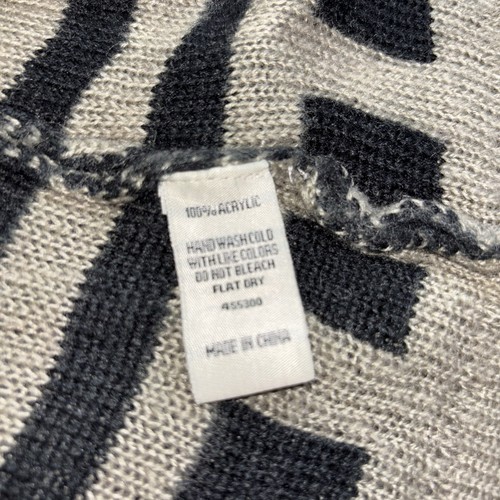 100% ACRYLIC
HAND WASH COLD
WITH LIKE COLORS
DO NOT BLEACH
FLAT DRY
455300
MADE IN CHINA